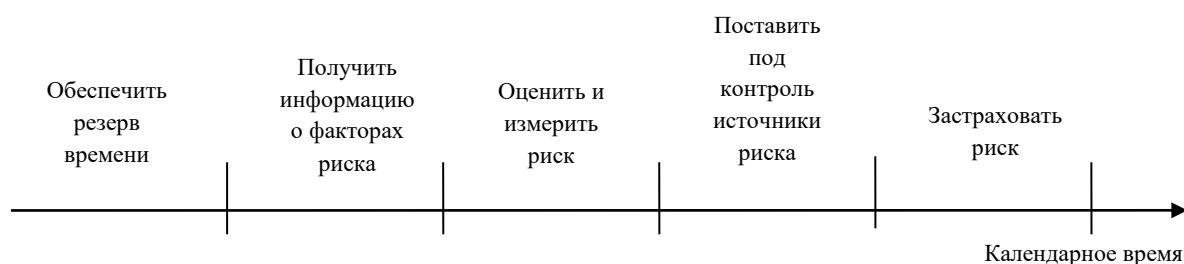 Обеспечить
резерв
времени
Получить
информацию
о факторах
риска
Оценить и
измерить
риск
Поставить
под
контроль
источники
риска
Застраховать
риск
Календарное время